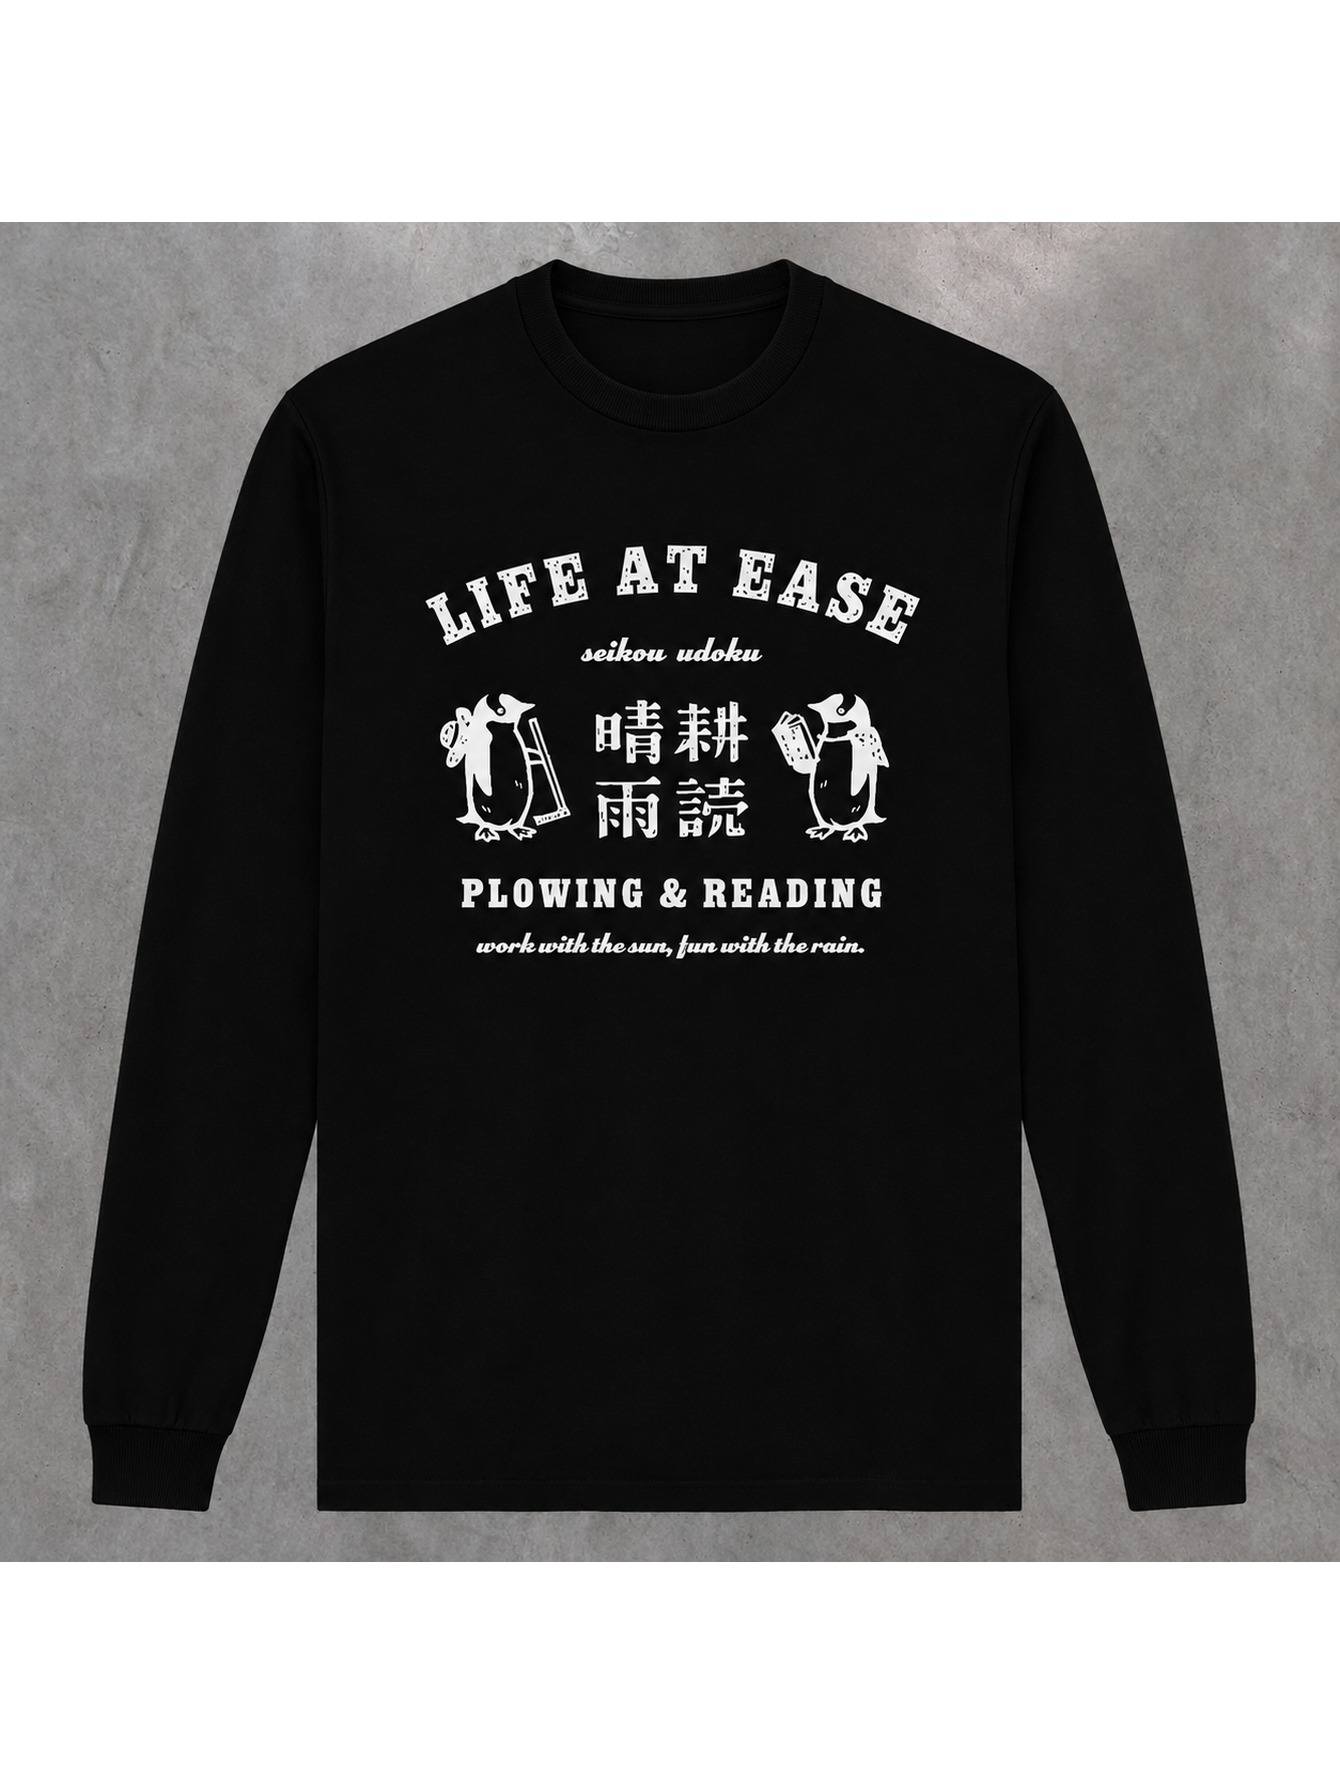 LIFE AT EASE
seikou udoku
晴耕
雨読
PLOWING & READING
work with the sun, fun with the rain.